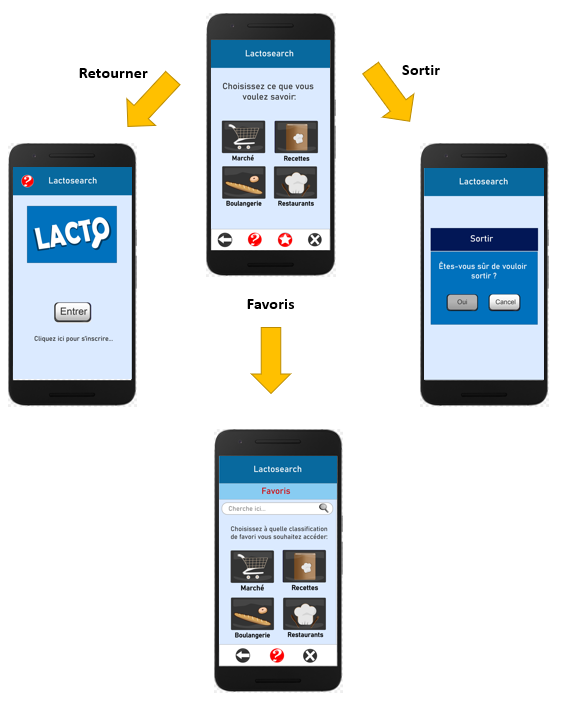 Retourner
Lactosearch
Choisissez ce que vous
voulez savoir:
Marché
Recettes
Boulangerie
Restaurants
Sortir
?
Lactosearch
LACTO
Entrer
Cliquez ici pour s'inscrire...
?
Favoris
Lactosearch
Sortir
Êtes-vous sûr de vouloir
sortir ?
Oui
Cancel
Lactosearch
Favoris
Cherche ici...
Choisissez à quelle classification
de favori vous souhaitez accéder:
Marché
Recettes
Boulangerie
Restaurants
?